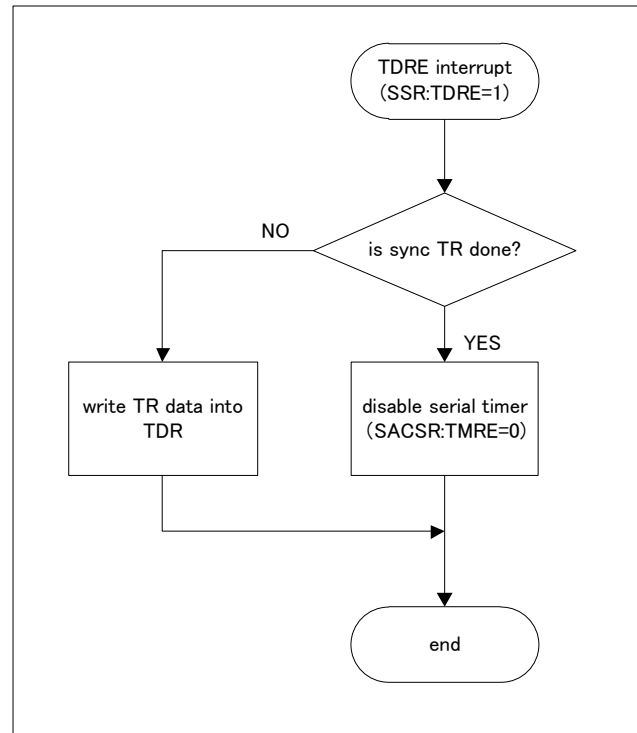 TDRE interrupt
(SSR:TDRE=1)
is sync TR done?
NO
YES
write TR data into
TDR
disable serial timer
(SACSR:TMRE=0)
end